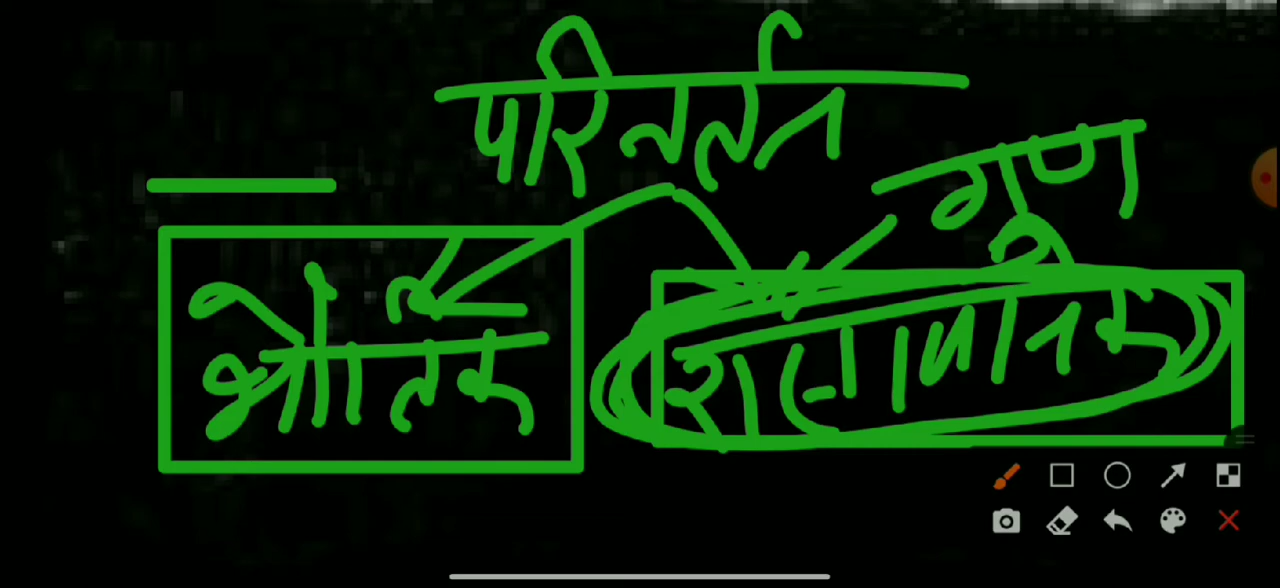 परिवर्तन
गुण
भौतिक
रासायनिक